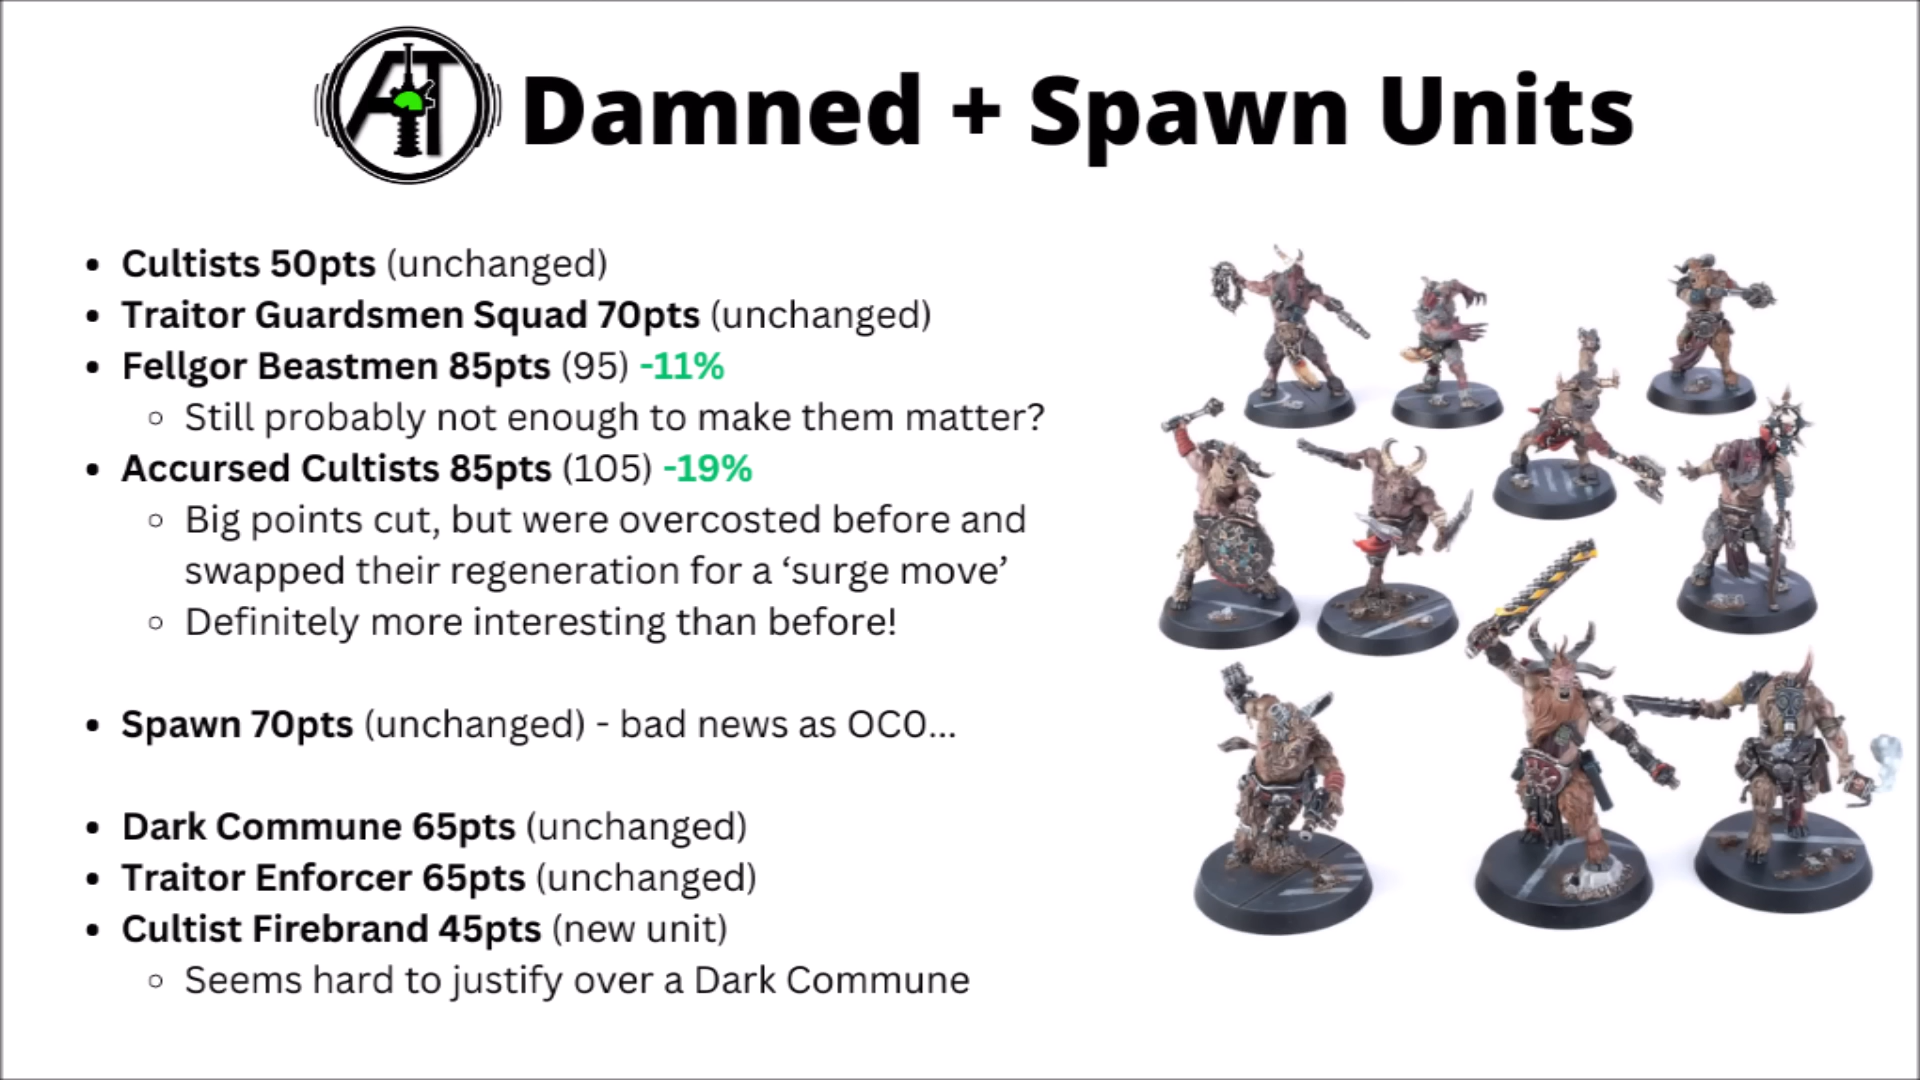 AT
Damned + Spawn Units
• Cultists 50pts (unchanged)
• Traitor Guardsmen Squad 70pts (unchanged)
• Fellgor Beastmen 85pts (95) -11%
◦ Still probably not enough to make them matter?
• Accursed Cultists 85pts (105) -19%
◦ Big points cut, but were overcosted before and
swapped their regeneration for a ‘surge move’
◦ Definitely more interesting than before!
• Spawn 70pts (unchanged) - bad news as OC0...
• Dark Commune 65pts (unchanged)
• Traitor Enforcer 65pts (unchanged)
• Cultist Firebrand 45pts (new unit)
◦ Seems hard to justify over a Dark Commune